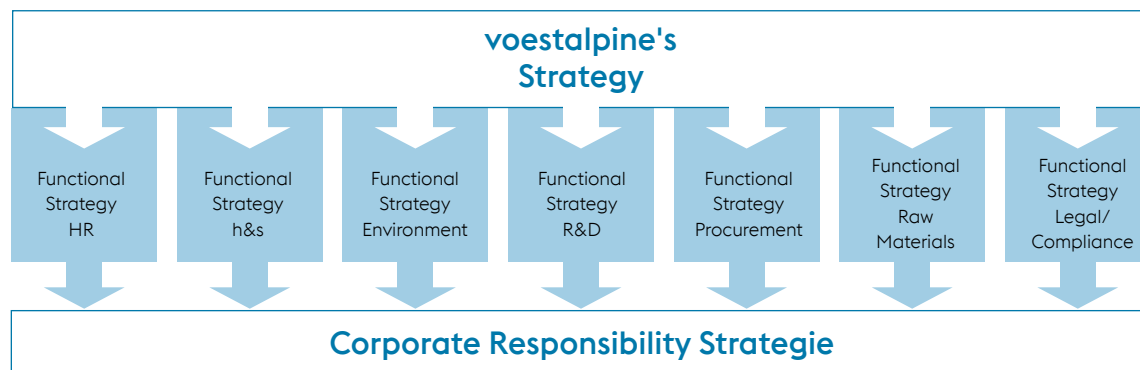 voestalpine's
Strategy
Functional
Strategy
HR
Functional
Strategy
h&s
Functional
Strategy
Environment
Functional
Strategy
R&D
Functional
Strategy
Procurement
Functional
Strategy
Raw
Materials
Functional
Strategy
Legal/
Compliance
Corporate Responsibility Strategie